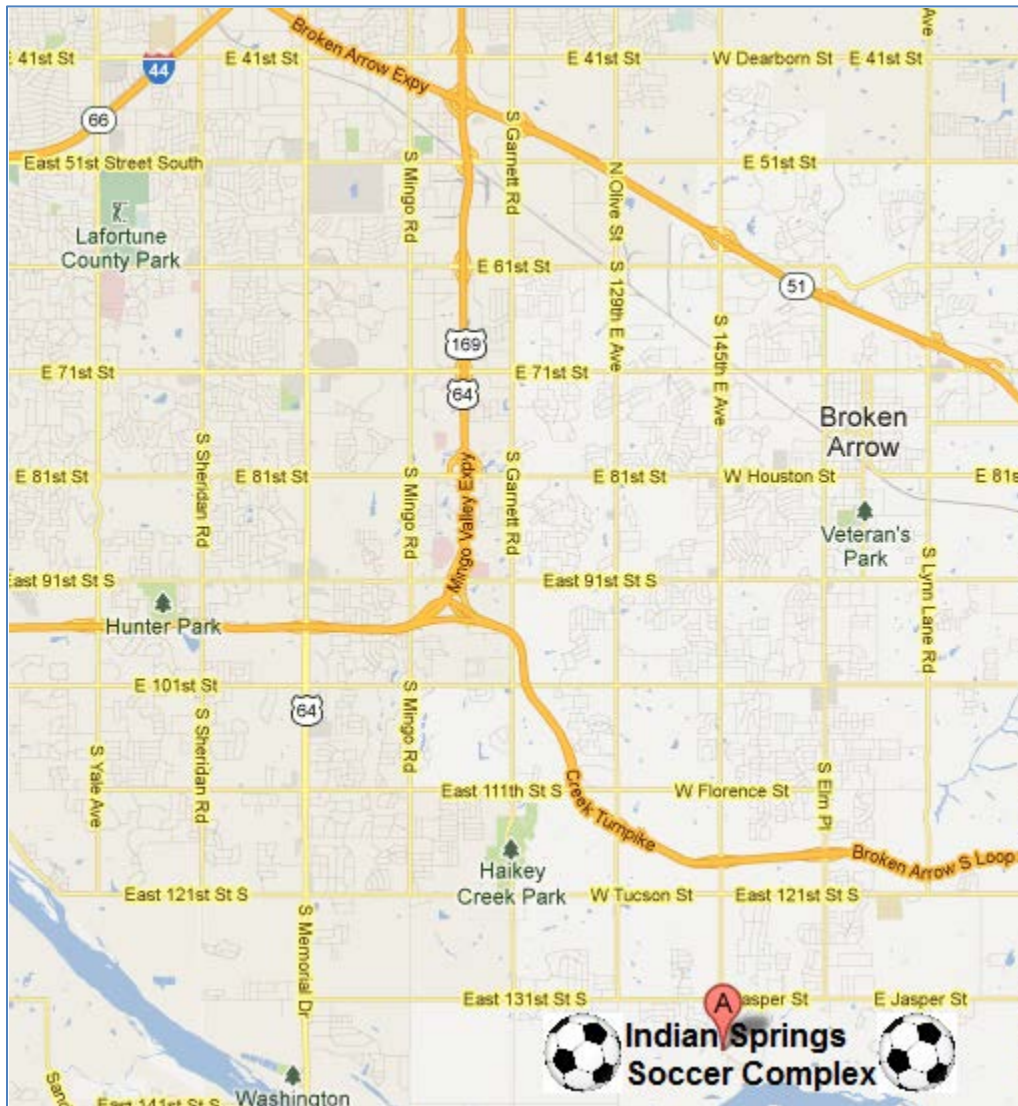 Broken Arrow Expy
Ave
E 41st St
E 41st St
E 41st St
W Dearborn St
E 41st St
44
66
S Garnett Rd
East 51st Street South
S Mingo Rd
E 51st St
N Olive St
Lafortune
County Park
E 61st St
S 129th E Ave
51
S 145th E Ave
169
E 71st St
E 71st St
64
Broken
Arrow
S Sheridan Rd
E 81st St
E 81st St
S Mingo Rd
Mingo Valley Expy
S Garnett Rd
E 81st St
W Houston St
E 81s
Veteran's
Park
S Lynn Lane Rd
East 91st St S
East 91st St S
Hunter Park
E 101st St
64
S Mingo Rd
S Yale Ave
S Sheridan Rd
East 111th St S
Creek Turnpike
W Florence St
S Elm Pl
Haikey
Creek Park
Broken Arrow S Loop
East 121st St S
W Tucson St
East 121st St S
S Memorial Dr
East 131st St S
A
Jasper St
E Jasper St
Indian Springs
Soccer Complex
East 141st St S
Washington